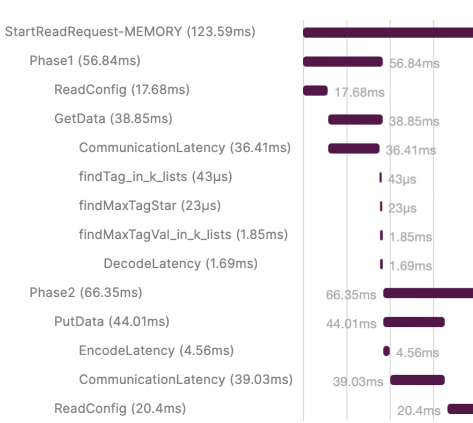 StartReadRequest-MEMORY (123.59ms)
Phase1 (56.84ms) 56.84ms
ReadConfig (17.68ms) 17.68ms
GetData (38.85ms) 38.85ms
CommunicationLatency (36.41ms) 36.41ms
findTag_in_k_lists (43μs) 43μs
findMaxTagStar (23μs) 23μs
findMaxTagVal_in_k_lists (1.85ms) 1.85ms
DecodeLatency (1.69ms) 1.69ms
Phase2 (66.35ms) 66.35ms
PutData (44.01ms) 44.01ms
EncodeLatency (4.56ms) 4.56ms
CommunicationLatency (39.03ms) 39.03ms
ReadConfig (20.4ms) 20.4ms